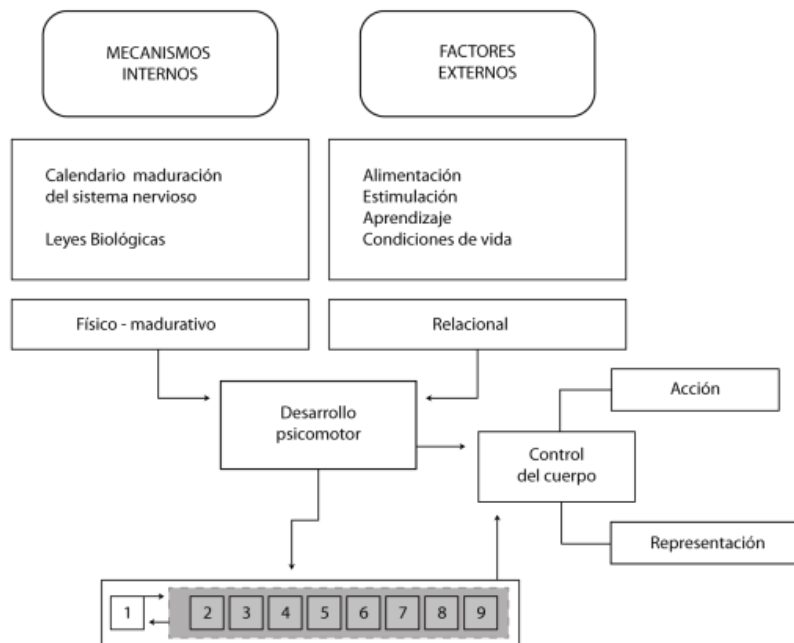 MECANISMOS
INTERNOS
FACTORES
EXTERNOS
Calendario maduración
del sistema nervioso
Leyes Biológicas
Alimentación
Estimulación
Aprendizaje
Condiciones de vida
Físico - madurativo
Relacional
Desarrollo
psicomotor
Acción
Control
del cuerpo
Representación
1 2 3 4 5 6 7 8 9